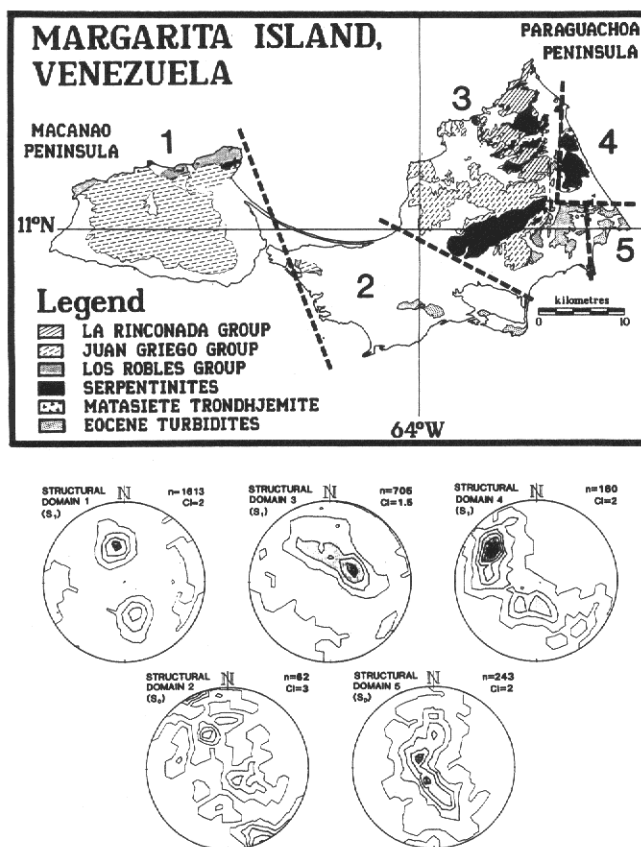 MARGARITA ISLAND,
VENEZUELA
PARAGUACHOA
PENINSULA
MACANAO
PENINSULA
1
3
4
11°N
5
2
Legend
LA RINCONADA GROUP
JUAN GRIEGO GROUP
LOS ROBLES GROUP
SERPENTINITES
MATASIETE TRONDHJEMITE
EOCENE TURBIDITES
kilometres
0 10
64°W
STRUCTURAL
DOMAIN 1
(S₁)
N
n=1613
CI=2
STRUCTURAL
DOMAIN 3
(S₁)
N
n=705
CI=1.5
STRUCTURAL
DOMAIN 4
(S₁)
N
n=160
CI=2
STRUCTURAL
DOMAIN 2
(S₀)
N
n=62
CI=3
STRUCTURAL
DOMAIN 5
(S₀)
N
n=243
CI=2